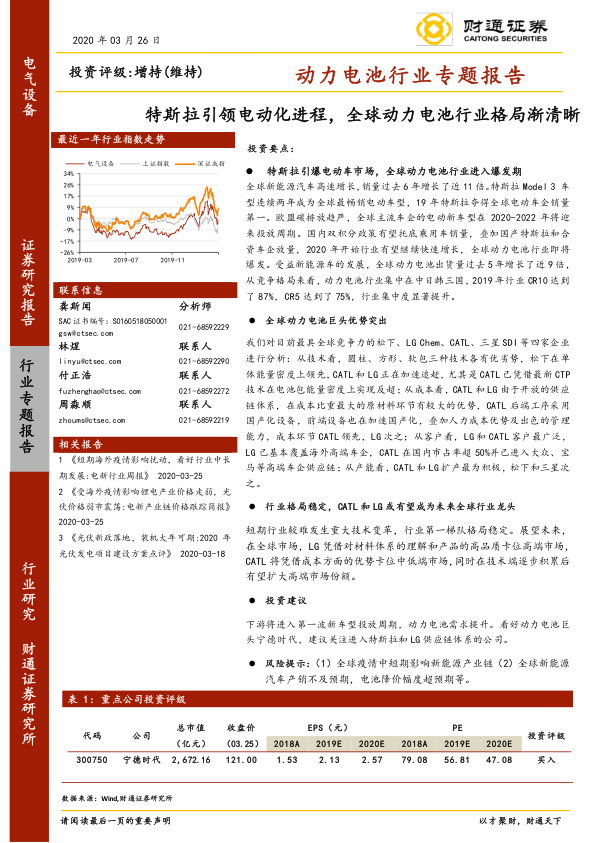 电气设备
证券研究报告
行业专题报告
行业研究
财通证券研究所
2020 年 03 月 26 日
财通证券
CAITONG SECURITIES
投资评级:增持(维持)
动力电池行业专题报告
特斯拉引领电动化进程，全球动力电池行业格局渐清晰
最近一年行业指数走势
电气设备 上证指数 深证成指
34%
26%
17%
9%
0%
-9%
-17%
-26%
2019-03 2019-07 2019-11
联系信息
龚斯闻 分析师
SAC 证书编号：S0160518050001
gsw@ctsec.com 021-68592229
林煜 联系人
linyu@ctsec.com 021-68592290
付正浩 联系人
fuzhenghao@ctsec.com 021-68592272
周淼顺 联系人
zhoums@ctsec.com 021-68592219
相关报告
1 《短期海外疫情影响扰动，看好行业中长
期发展:电新行业周报》 2020-03-25
2 《受海外疫情影响锂电产业价格走弱，光
伏价格弱市震荡:电新产业链价格跟踪简报》
2020-03-25
3 《光伏新政落地，装机大年可期:2020 年
光伏发电项目建设方案点评》 2020-03-18
投资要点：
● 特斯拉引爆电动车市场，全球动力电池行业进入爆发期
全球新能源汽车高速增长,销量过去 6 年增长了近 11 倍。特斯拉 Model 3 车
型连续两年成为全球最畅销电动车型，19 年特斯拉夺得全球电动车企销量
第一。欧盟碳排放趋严，全球主流车企的电动新车型在 2020-2022 年将迎
来投放周期。国内双积分政策有望托底乘用车销量，叠加国产特斯拉和合
资车企放量，2020 年开始行业有望继续快速增长，全球动力电池行业即将
爆发。受益新能源车的发展，全球动力电池出货量过去 5 年增长了近 9 倍，
从竞争格局来看，动力电池行业集中在中日韩三国,2019 年行业 CR10 达到
了 87%，CR5 达到了 75%，行业集中度显著提升。
● 全球动力电池巨头优势突出
我们对目前最具全球竞争力的松下、LG Chem、CATL、三星 SDI 等四家企业
进行分析：从技术看，圆柱、方形、软包三种技术各有优劣势，松下在单
体能量密度上领先,CATL 和 LG 正在加速追赶,尤其是 CATL 已凭借最新 CTP
技术在电池包能量密度上实现反超；从成本看，CATL 和 LG 由于开放的供应
链体系，在成本比重最大的原材料环节有较大的优势，CATL 后端工序采用
国产化设备，前端设备也在加速国产化，叠加人力成本优势及出色的管理
能力，成本环节 CATL 领先，LG 次之；从客户看，LG 和 CATL 客户最广泛，
LG 已基本覆盖海外高端车企，CATL 在国内市占率超 50%并已进入大众、宝
马等高端车企供应链；从产能看，CATL 和 LG 扩产最为积极，松下和三星次
之。
● 行业格局稳定，CATL 和 LG 或有望成为未来全球行业龙头
短期行业较难发生重大技术变革，行业第一梯队格局稳定。展望未来，
在全球市场，LG 凭借对材料体系的理解和产品的高品质卡位高端市场，
CATL 将凭借成本方面的优势卡位中低端市场,同时在技术端逐步积累后
有望扩大高端市场份额。
● 投资建议
下游将进入第一波新车型投放周期，动力电池需求提升。看好动力电池巨
头宁德时代，建议关注进入特斯拉和 LG 供应链体系的公司。
● 风险提示：（1）全球疫情中短期影响新能源产业链（2）全球新能源
汽车产销不及预期，电池降价幅度超预期等。
表 1：重点公司投资评级
代码 公司 总市值（亿元） 收盘价（03.25） EPS（元） PE 投资评级
2018A 2019E 2020E 2018A 2019E 2020E
300750 宁德时代 2,672.16 121.00 1.53 2.13 2.57 79.08 56.81 47.08 买入
数据来源：Wind,财通证券研究所
请阅读最后一页的重要声明
以才聚财，财通天下